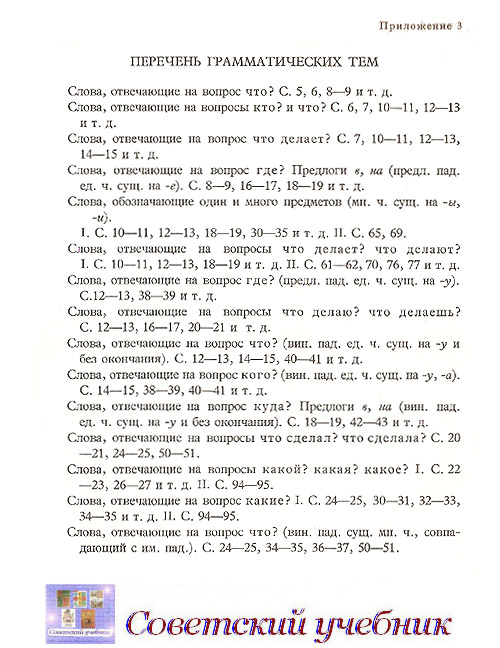 Приложение 3
ПЕРЕЧЕНЬ ГРАММАТИЧЕСКИХ ТЕМ
Слова, отвечающие на вопрос что? С. 5, 6, 8—9 и т. д.
Слова, отвечающие на вопросы кто? и что? С. 6, 7, 10—11, 12—13
и т. д.
Слова, отвечающие на вопрос что делает? С. 7, 10—11, 12—13,
14—15 и т. д.
Слова, отвечающие на вопрос где? Предлоги в, на (предл. пад.
ед. ч. сущ. на -е). С. 8—9, 16—17, 18—19 и т. д.
Слова, обозначающие один и много предметов (мн. ч. сущ. на -ы,
-и).
I. С. 10—11, 12—13, 18—19, 30—35 и т. д. II. С. 65, 69.
Слова, отвечающие на вопросы что делает? что делают?
I. С. 10—11, 12—13, 18—19 и т. д. II. С. 61—62, 70, 76, 77 и т. д.
Слова, отвечающие на вопрос где? (предл. пад. ед. ч. сущ. на -у).
С.12—13, 38—39 и т. д.
Слова, отвечающие на вопросы что делаю? что делаешь?
С. 12—13, 16—17, 20—21 и т. д.
Слова, отвечающие на вопрос что? (вин. пад. ед. ч. сущ. на -у и
без окончания). С. 12—13, 14—15, 40—41 и т. д.
Слова, отвечающие на вопрос кого? (вин. пад. ед. ч. сущ. на -у, -а).
С. 14—15, 38—39, 40—41 и т. д.
Слова, отвечающие на вопрос куда? Предлоги в, на (вин. пад.
ед. ч. сущ. на -у и без окончания). С. 18—19, 42—43 и т. д.
Слова, отвечающие на вопросы что сделал? что сделала? С. 20
—21, 24—25, 50—51.
Слова, отвечающие на вопросы какой? какая? какое? I. С. 22
—23, 26—27 и т. д. II. С. 94—95.
Слова, отвечающие на вопрос какие? I. С. 24—25, 30—31, 32—33,
34—35 и т. д. II. С. 94—95.
Слова, отвечающие на вопрос что? (вин. пад. сущ. мн. ч., совпа-
дающий с им. пад.). С. 24—25, 34—35, 36—37, 50—51.
Советский учебник
Советский учебник